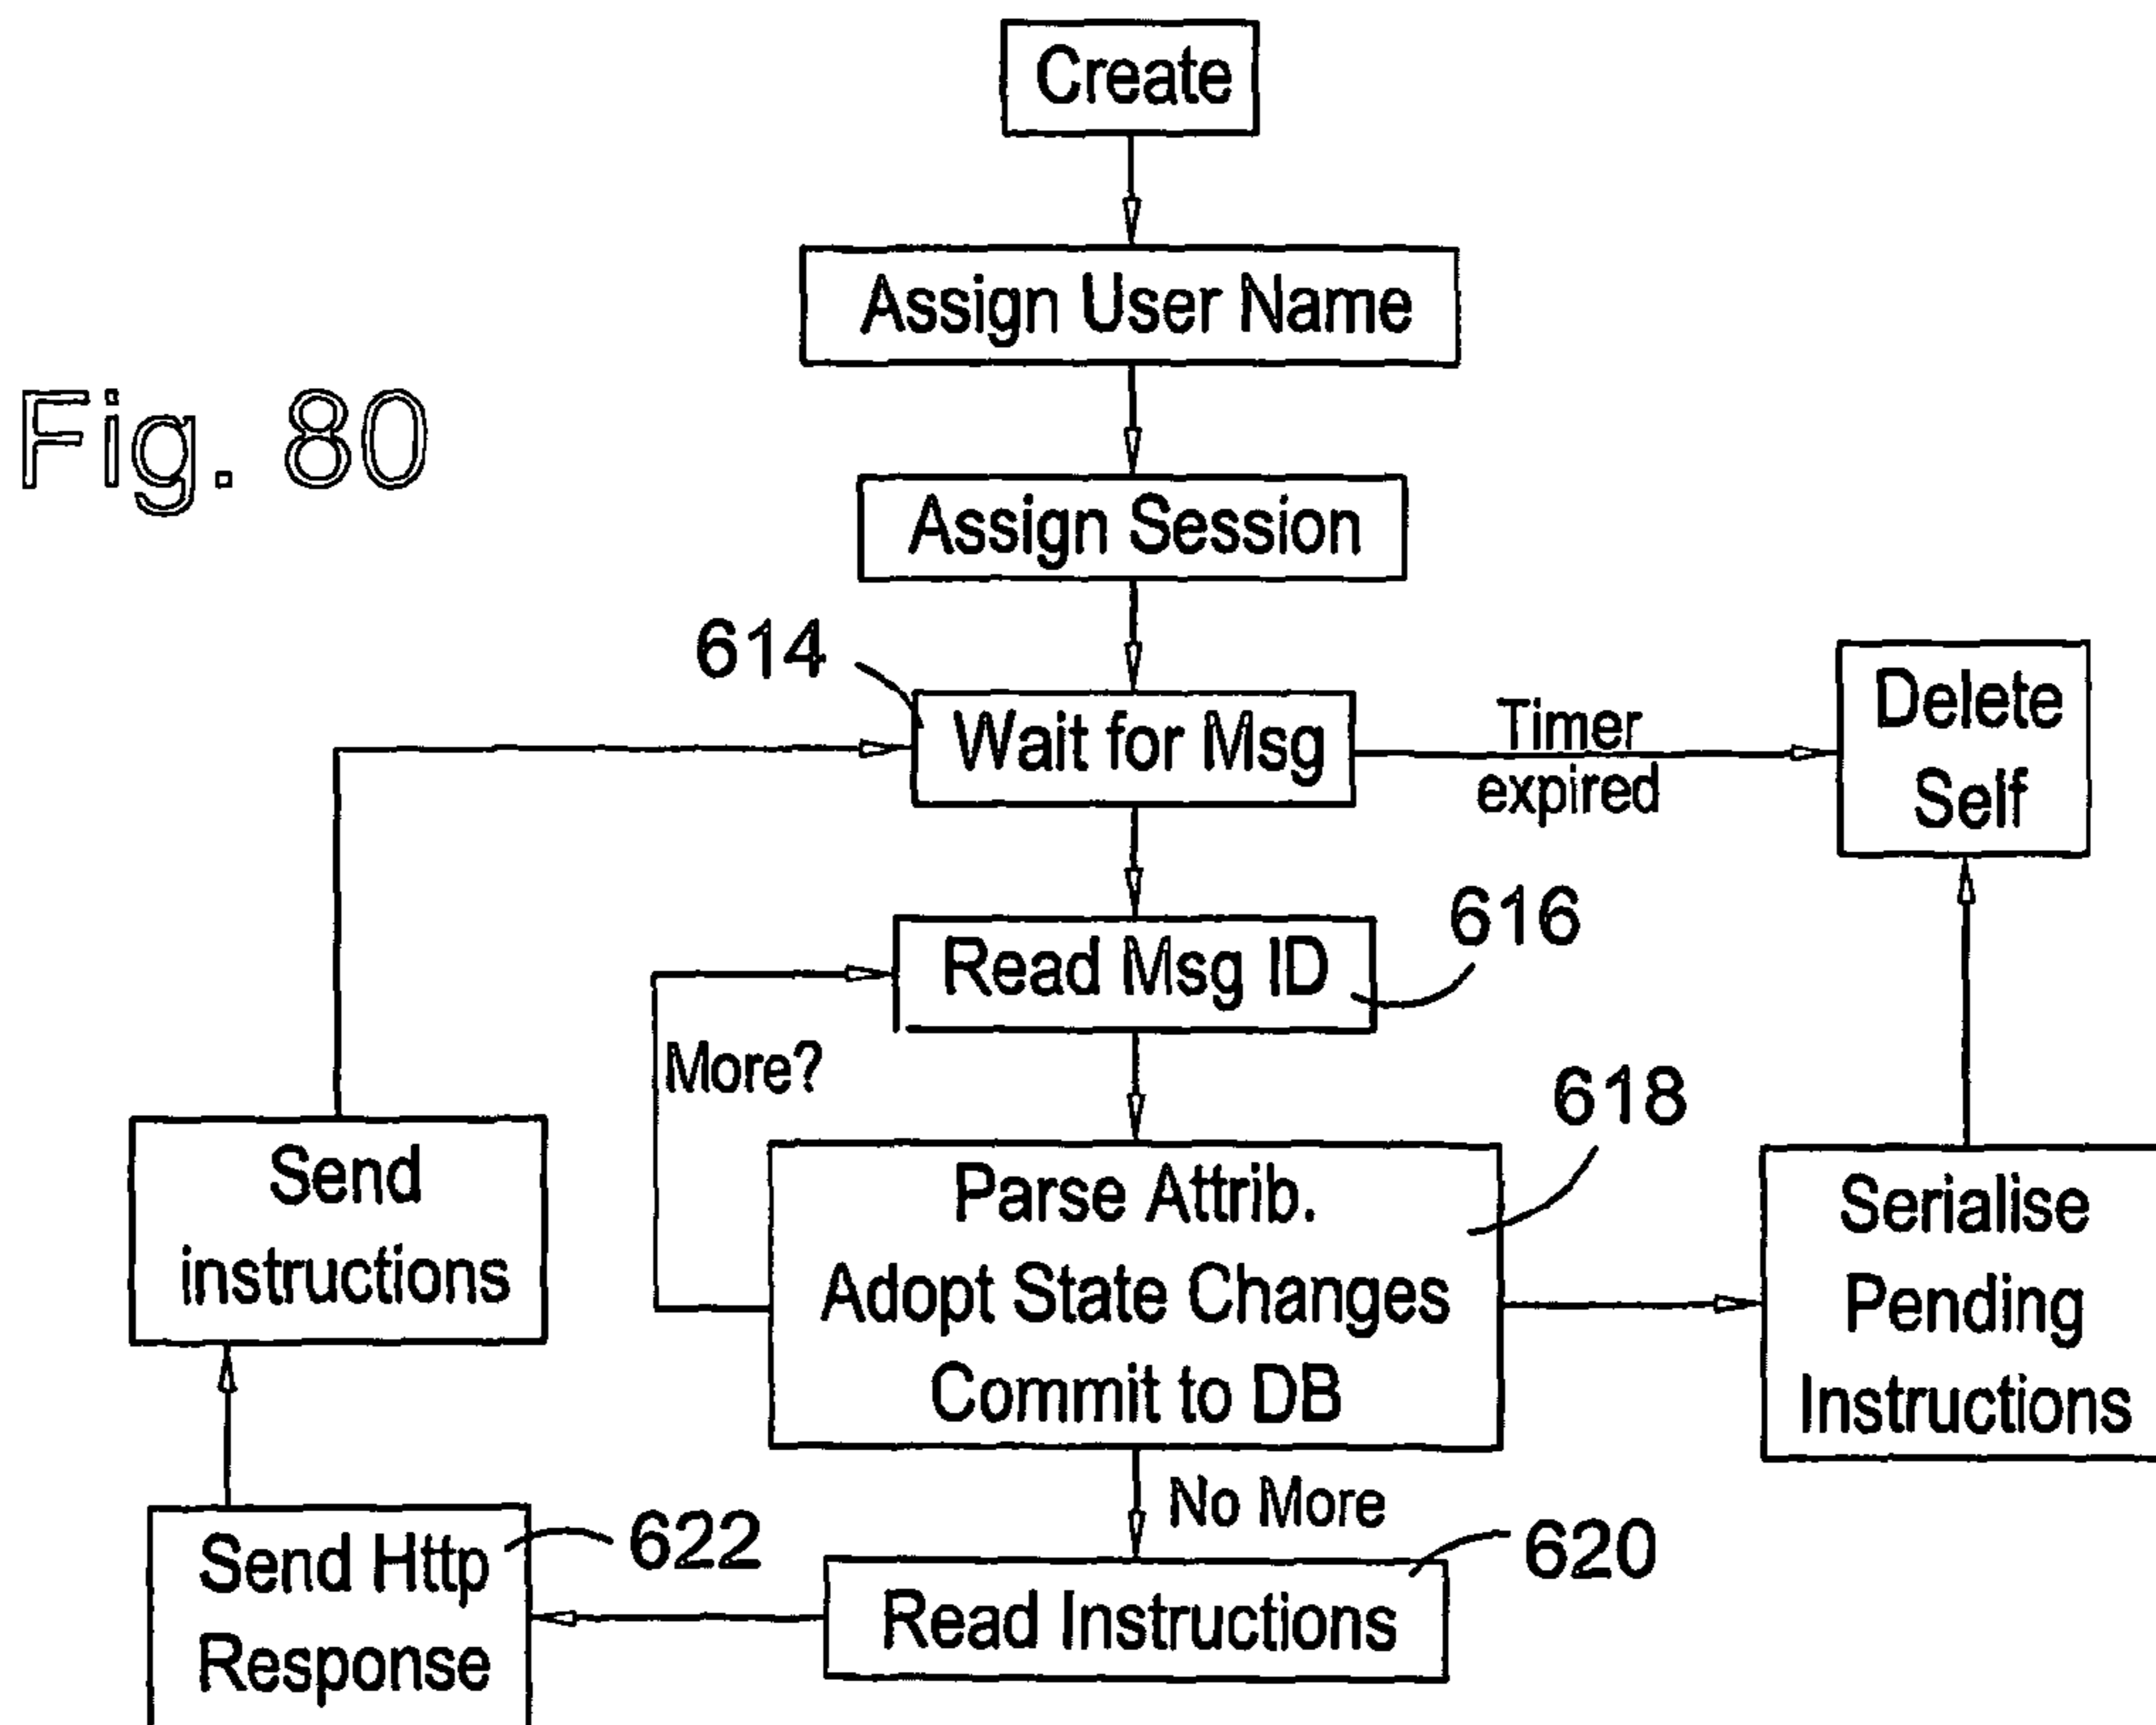 Create
Assign User Name
Fig. 80
Assign Session
614
Wait for Msg
Timer
expired
Delete
Self
616
Read Msg ID
More?
618
Send
instructions
Parse Attrib.
Adopt State Changes
Commit to DB
Serialise
Pending
Instructions
No More
622
Send Http
Response
620
Read Instructions